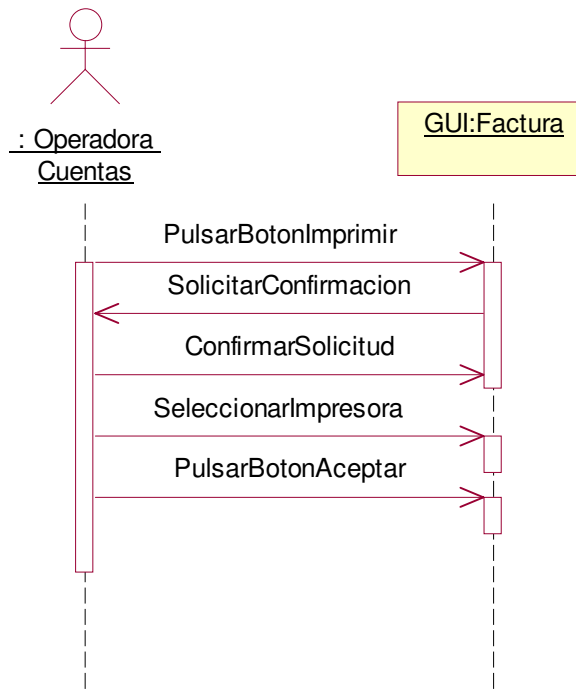 : Operadora
Cuentas
GUI:Factura
PulsarBotonImprimir
SolicitarConfirmacion
ConfirmarSolicitud
SeleccionarImpresora
PulsarBotonAceptar